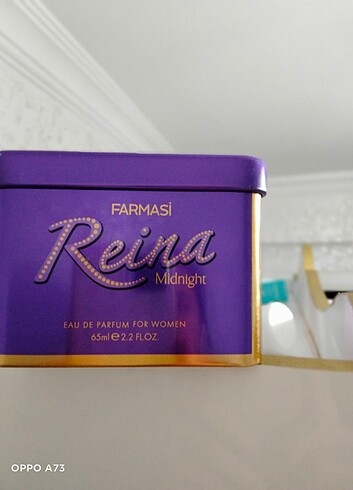 FARMASİ
Reina
Midnight
EAU DE PARFUM FOR WOMEN
65ml ℮ 2.2 FL.OZ.
OPPO A73